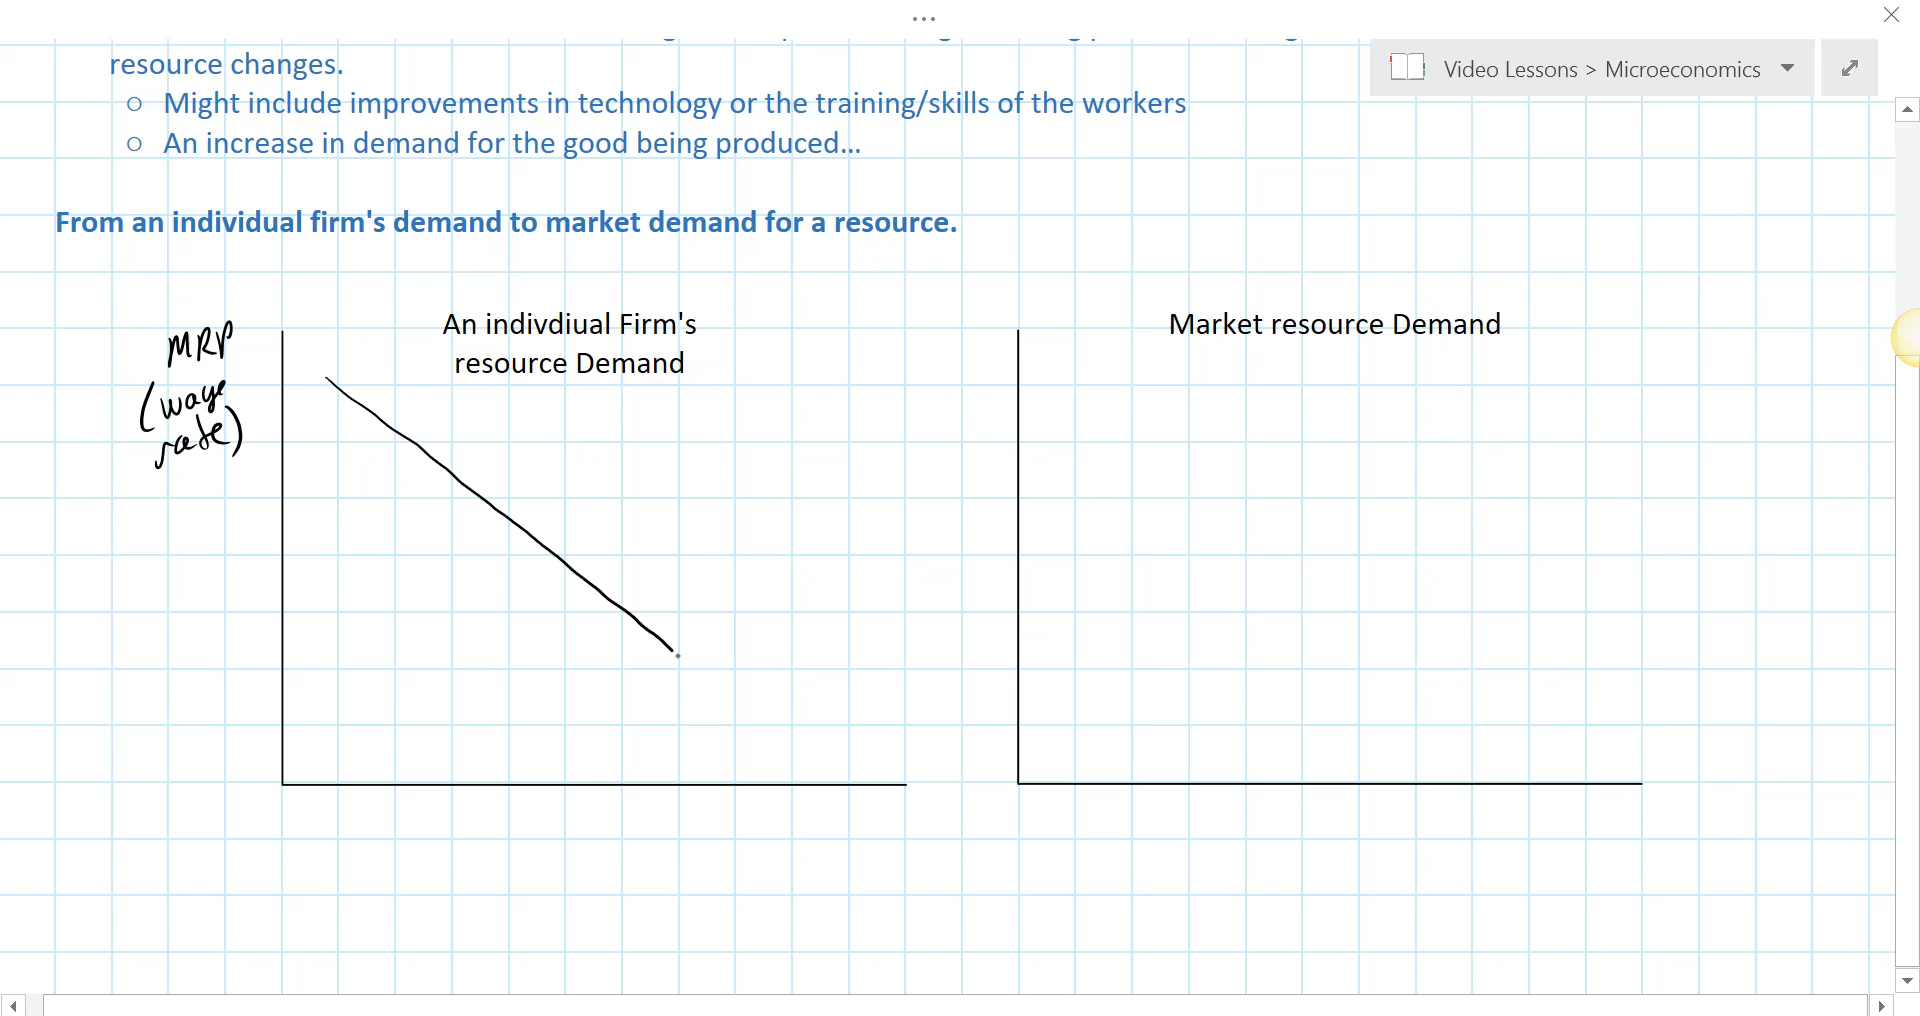 resource changes.
Video Lessons > Microeconomics
○ Might include improvements in technology or the training/skills of the workers
○ An increase in demand for the good being produced...
From an individual firm's demand to market demand for a resource.
MRP
(wage
rate)
An indivdiual Firm's
resource Demand
Market resource Demand